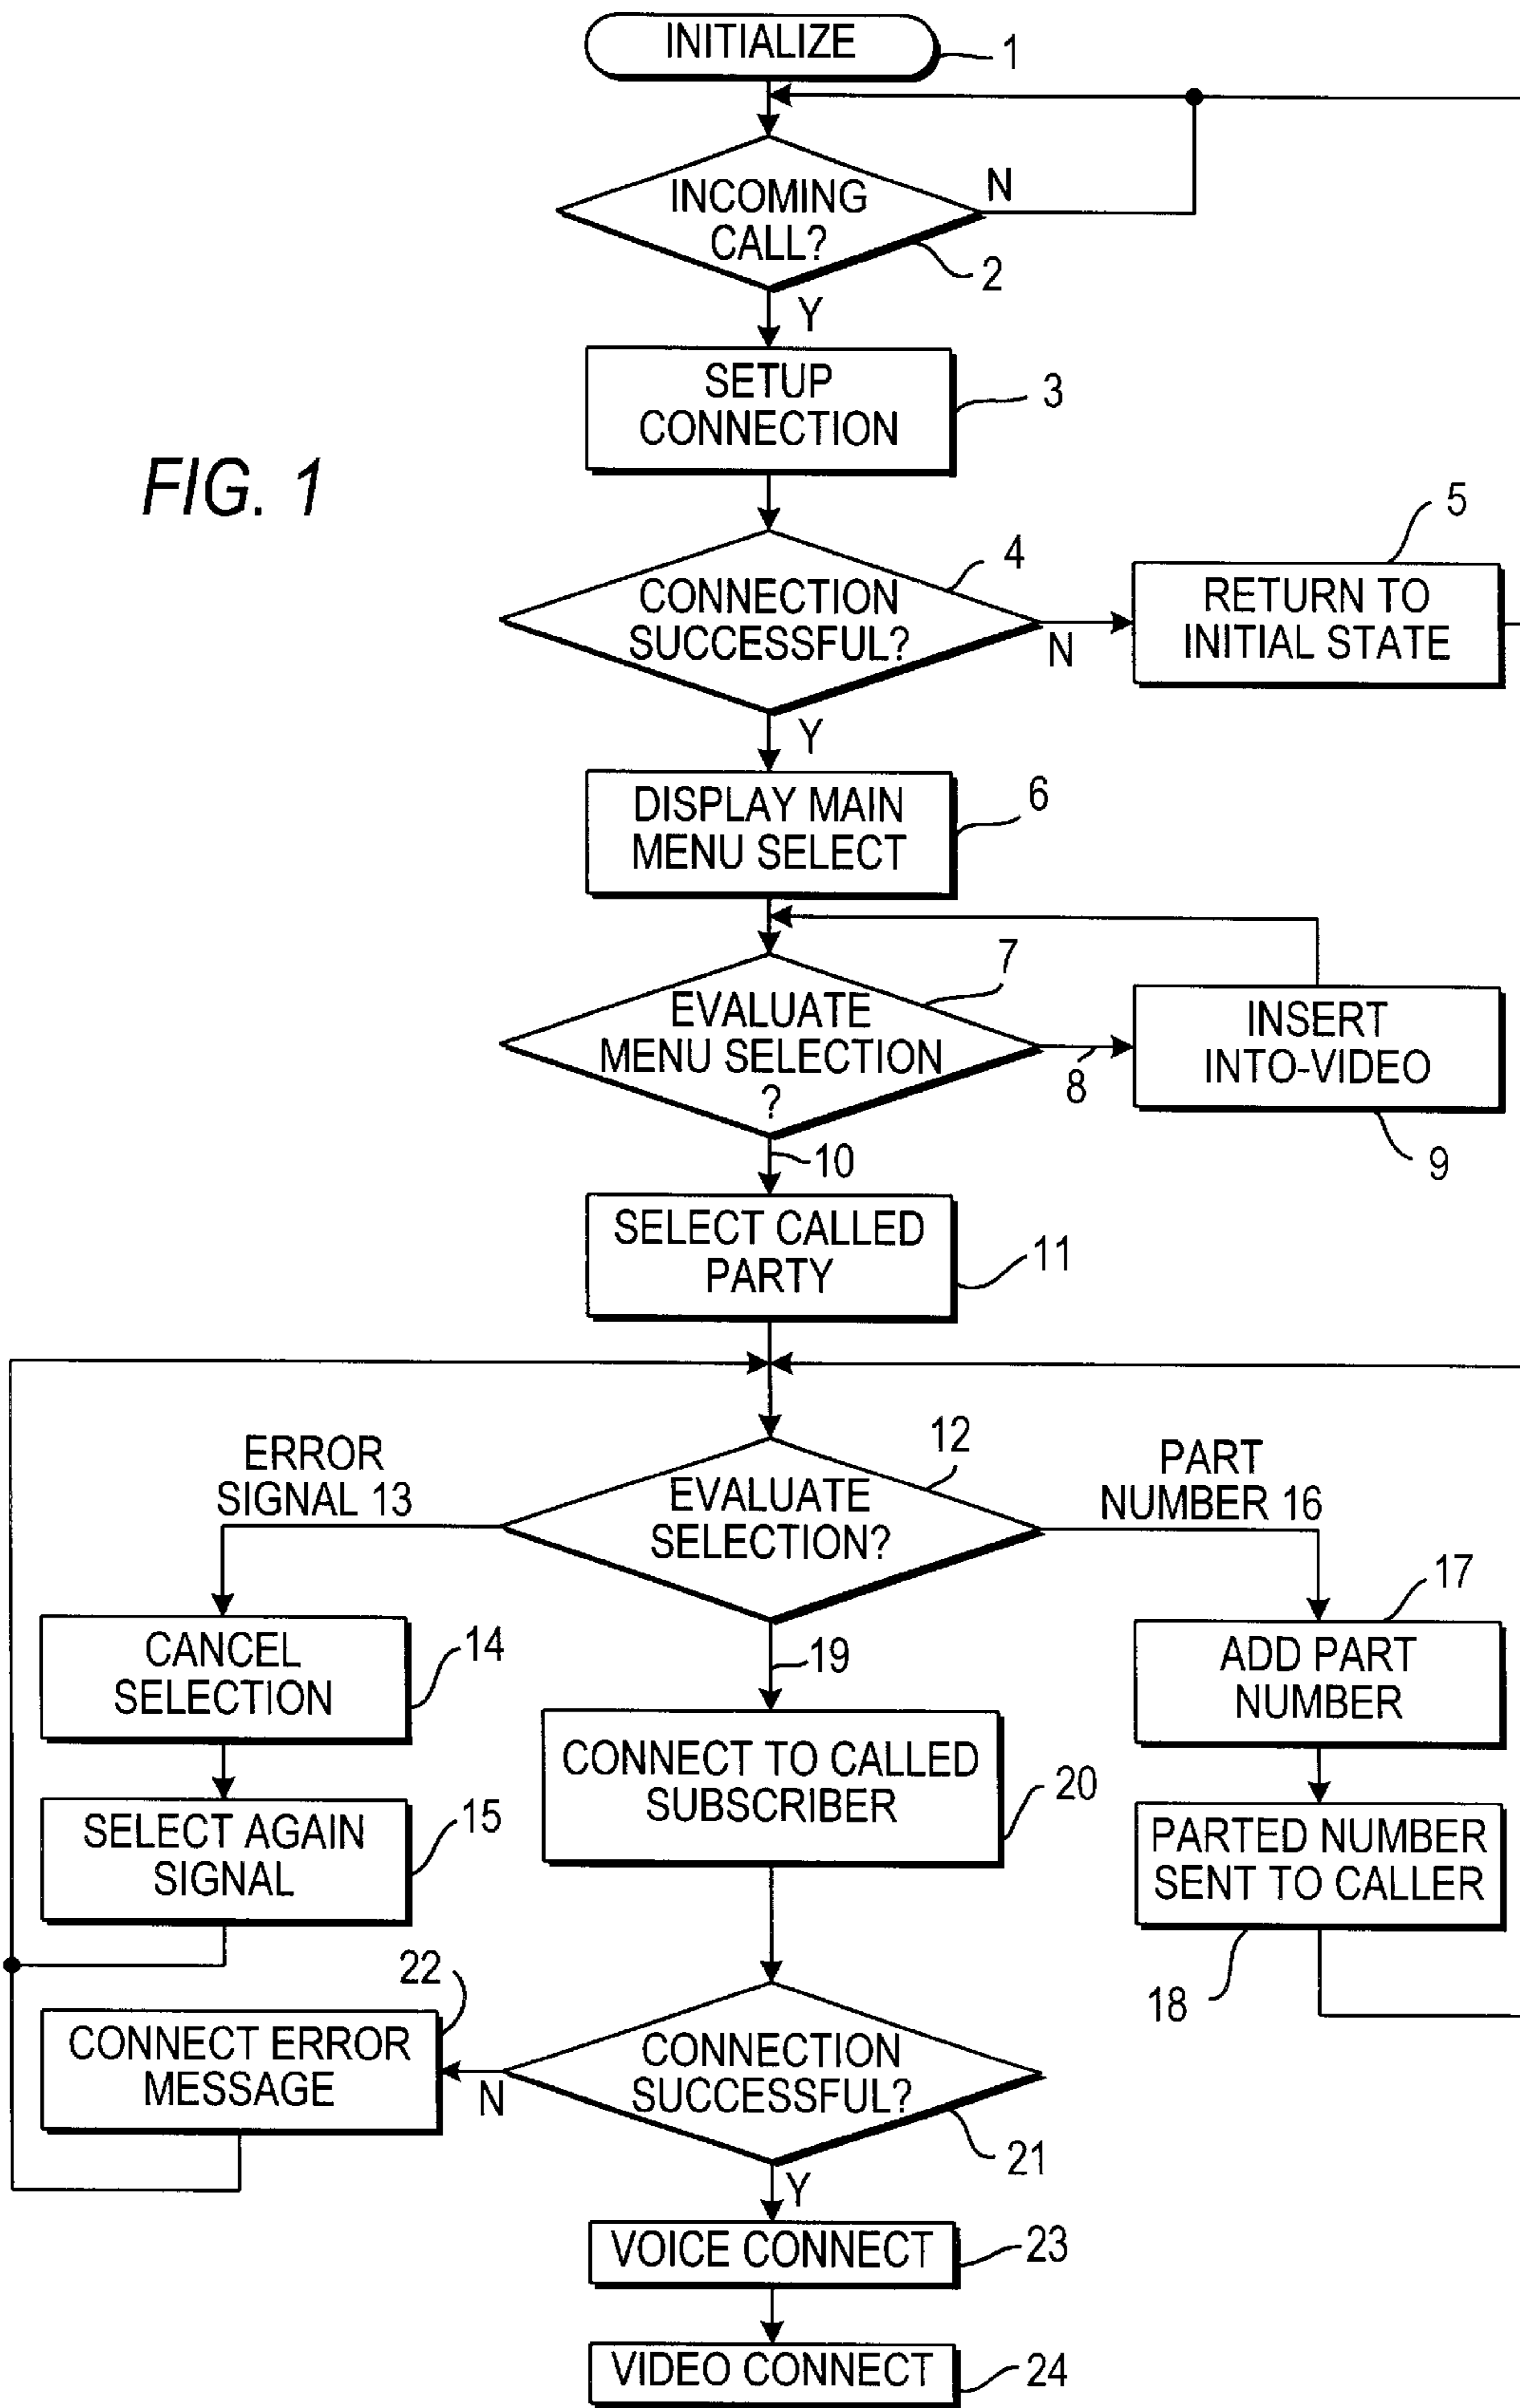 INITIALIZE
1
INCOMING
CALL?
N
2
Y
SETUP
CONNECTION
3
FIG. 1
CONNECTION
SUCCESSFUL?
4
N
5
RETURN TO
INITIAL STATE
Y
DISPLAY MAIN
MENU SELECT
6
EVALUATE
MENU SELECTION
?
7
8
INSERT
INTO-VIDEO
9
10
SELECT CALLED
PARTY
11
12
ERROR
SIGNAL 13
EVALUATE
SELECTION?
PART
NUMBER 16
CANCEL
SELECTION
14
19
17
ADD PART
NUMBER
SELECT AGAIN
SIGNAL
15
CONNECT TO CALLED
SUBSCRIBER
20
PARTED NUMBER
SENT TO CALLER
18
22
CONNECT ERROR
MESSAGE
N
CONNECTION
SUCCESSFUL?
21
Y
VOICE CONNECT
23
VIDEO CONNECT
24